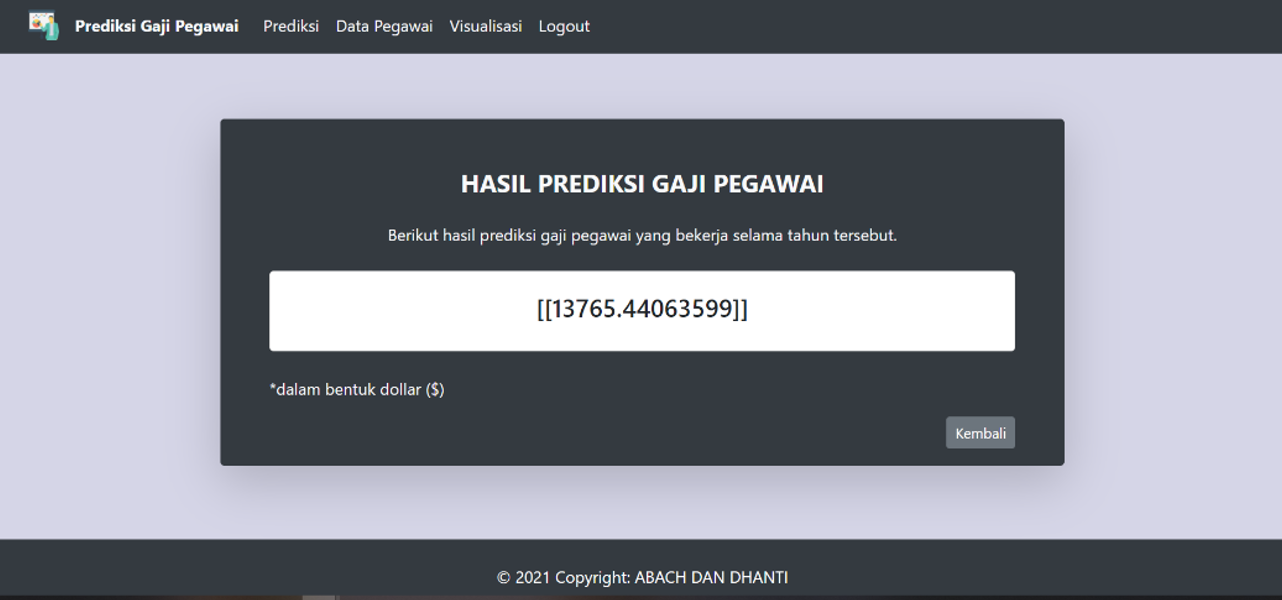 Prediksi Gaji Pegawai Prediksi Data Pegawai Visualisasi Logout
HASIL PREDIKSI GAJI PEGAWAI
Berikut hasil prediksi gaji pegawai yang bekerja selama tahun tersebut.
[[13765.44063599]]
*dalam bentuk dollar ($)
Kembali
© 2021 Copyright: ABACH DAN DHANTI